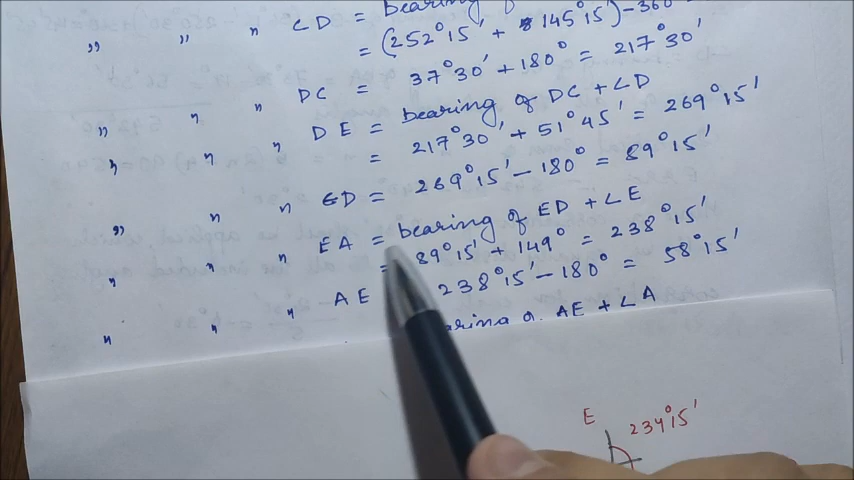 " " " CD = bearing of
= (252°15' + 145°15') - 360
" " " DC = 37°30' + 180° = 217°30'
" " " DE = bearing of DC + ∠D
= 217°30' + 51°45' = 269°15'
" " " ED = 269°15' - 180° = 89°15'
" " " EA = bearing of ED + ∠E
= 89°15' + 149° = 238°15'
" " " AE 238°15' - 180° = 58°15'
AE + ∠A
E 234°15'